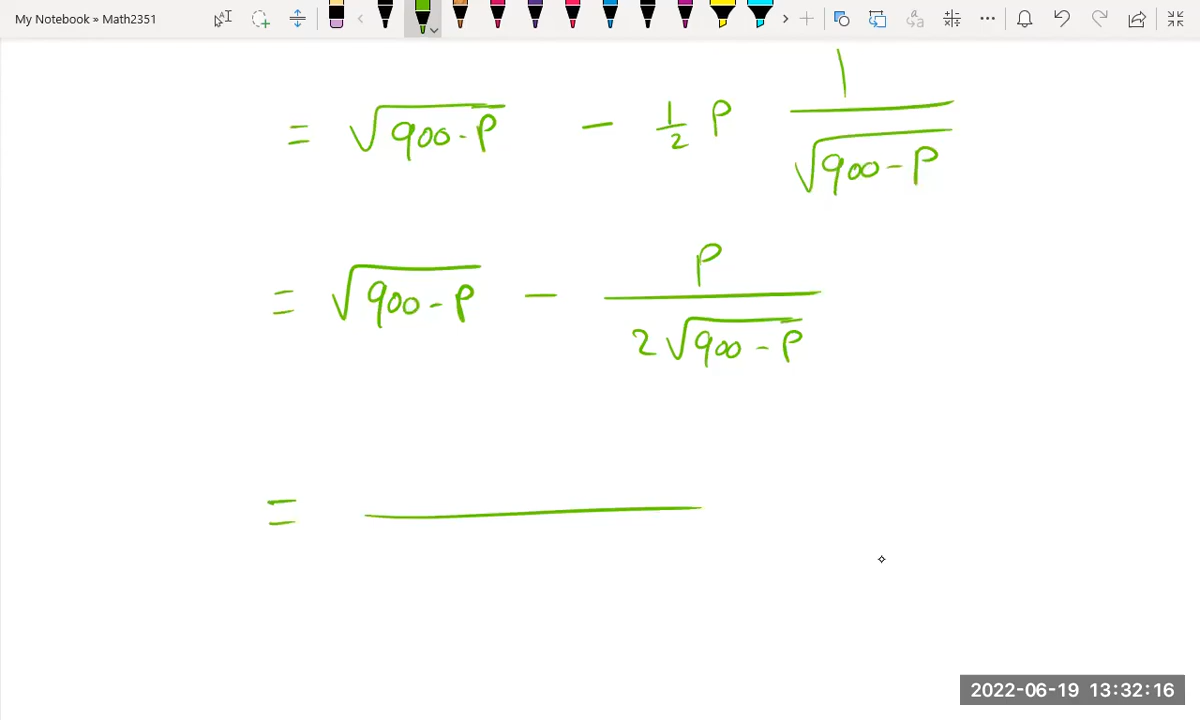 My Notebook » Math2351
= √(900-P) - 1/2 P 1/√(900-P)
= √(900-P) - P/(2√(900-P))
=
2022-06-19 13:32:16